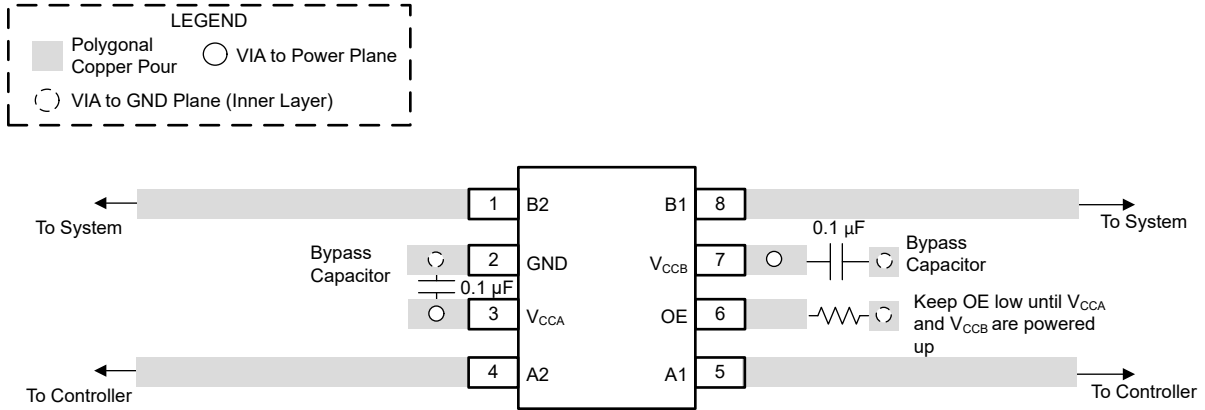 LEGEND
Polygonal
Copper Pour
VIA to Power Plane
VIA to GND Plane (Inner Layer)
To System
1
B2
B1
8
To System
Bypass
Capacitor
2
GND
VCCB
7
0.1 µF
Bypass
Capacitor
0.1 µF
3
VCCA
OE
6
Keep OE low until VCCA
and VCCB are powered
up
To Controller
4
A2
A1
5
To Controller